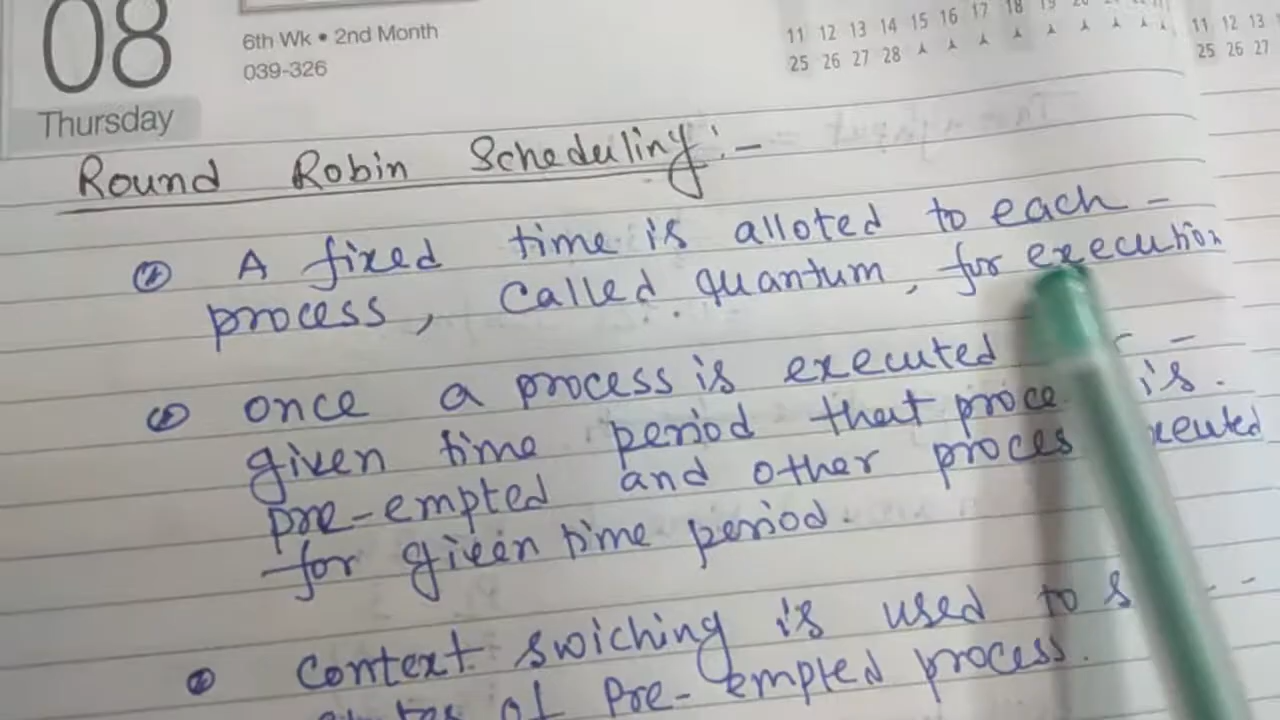 08
6th Wk • 2nd Month
039-326
Thursday
11 12 13 14 15 16 17 18 19 20
25 26 27 28
11 12 13
25 26 27
Round Robin Scheduling :-
A fixed time is alloted to each -
process, called quantum, for execution
once a process is executed
given time period that proce is.
pre-empted and other proces xecuted
for given time period.
Context swiching is used to s
of Pre-empted process.